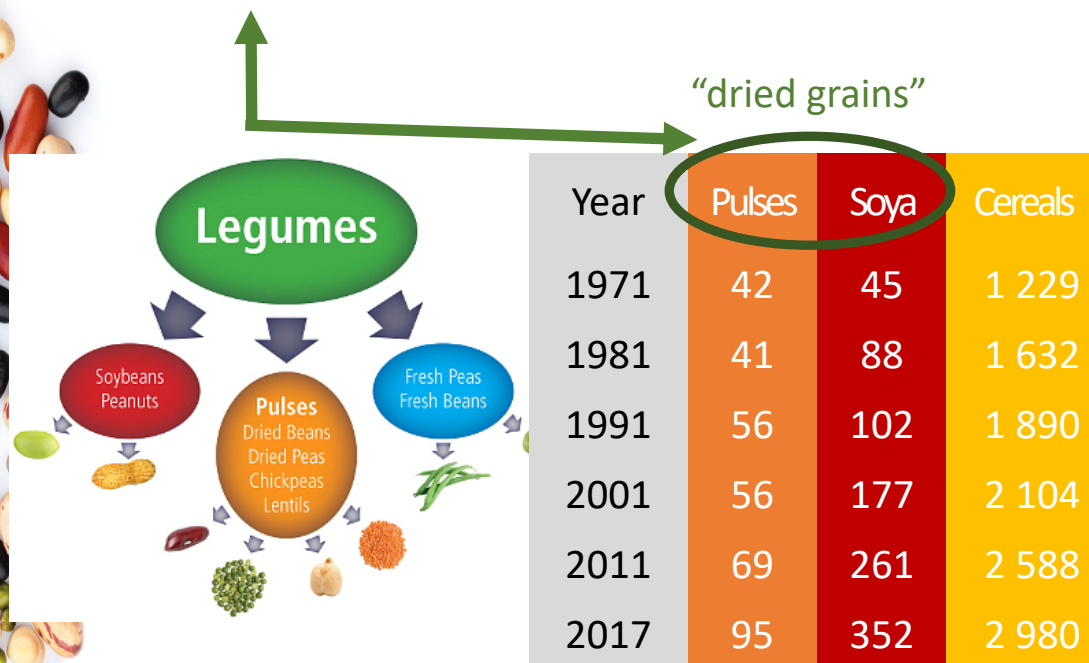 “dried grains”
Legumes
Soybeans
Peanuts
Pulses
Dried Beans
Dried Peas
Chickpeas
Lentils
Fresh Peas
Fresh Beans
Year Pulses Soya Cereals
1971 42 45 1 229
1981 41 88 1 632
1991 56 102 1 890
2001 56 177 2 104
2011 69 261 2 588
2017 95 352 2 980